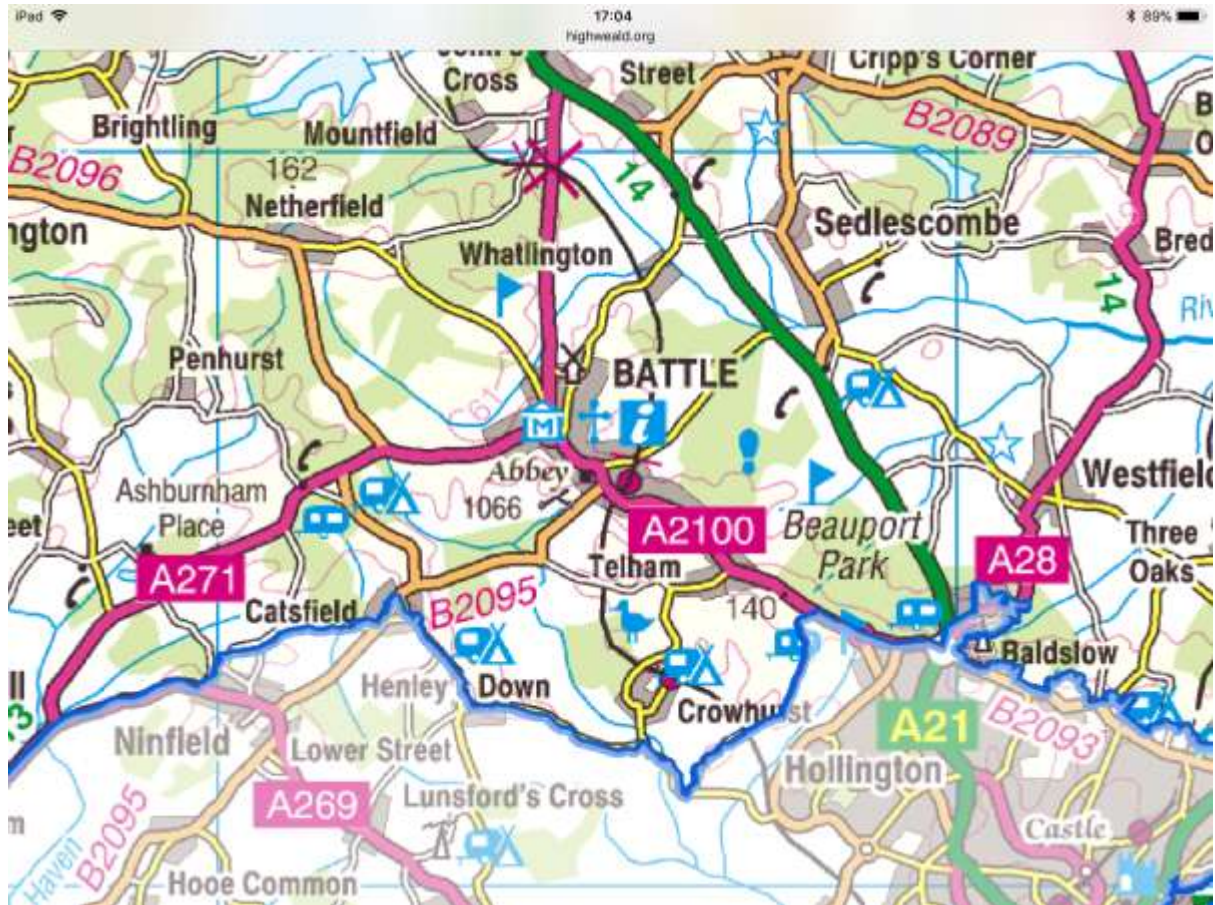 iPad
17:04
89%
highweald.org
Cross
Street
Cripp's Corner
Brightling
Mountfield
B2089
B2096
162
14
Netherfield
Sedlescombe
ngton
Whatlington
Bred
14
Riv
Penhurst
BATTLE
M
i
Abbey
1066
Westfield
Ashburnham
Place
eet
A2100
Beauport
Park
A28
Three
Oaks
A271
Telham
140
Catsfield
B2095
Baldslow
Henley
Down
Crowhurst
Ninfield
A21
B2093
Lower Street
Hollington
A269
Lunsford's Cross
Castle
B2095
Haven
Hooe Common